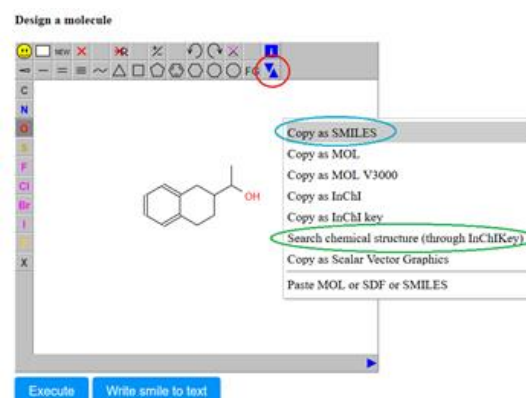 Design a molecule
NEW
i
FG
C
N
O
S
F
Cl
Br
I
X
OH
Copy as SMILES
Copy as MOL
Copy as MOL V3000
Copy as InChI
Copy as InChI key
Search chemical structure (through InChIKey)
Copy as Scalar Vector Graphics
Paste MOL or SDF or SMILES
Execute
Write smile to text